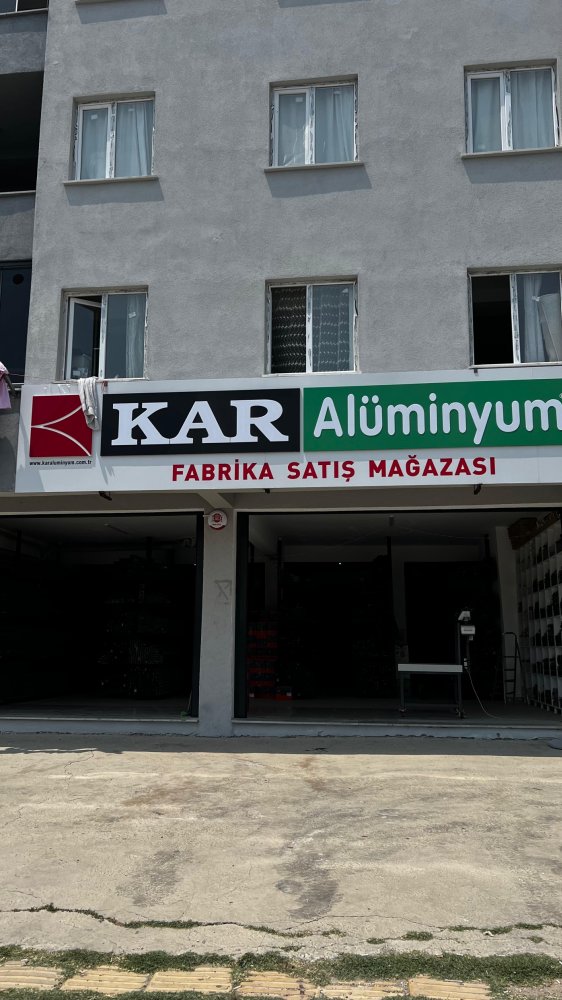 KAR Alüminyum
www.karaluminyum.com.tr
FABRİKA SATIŞ MAĞAZASI